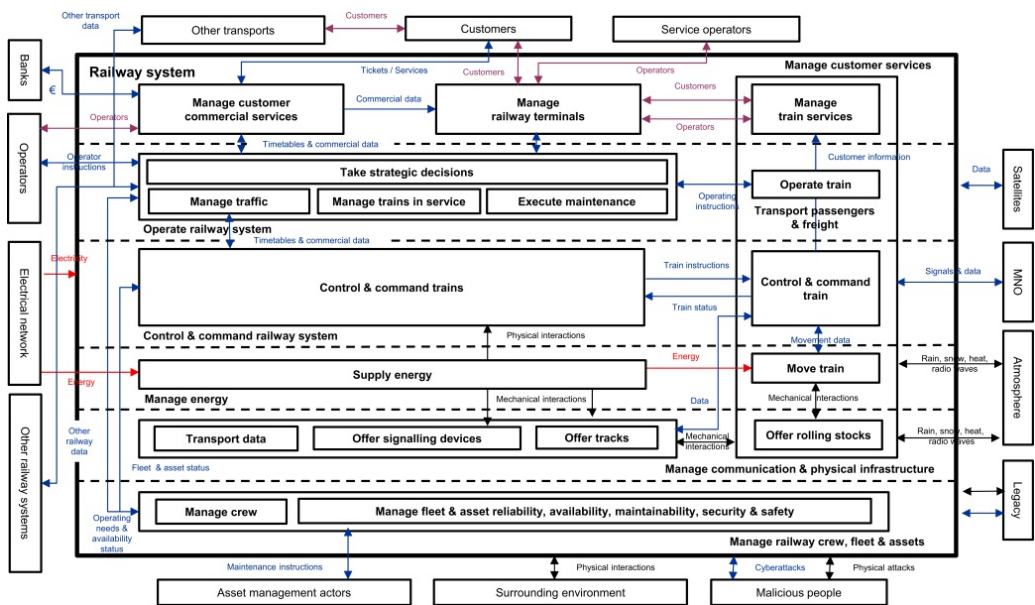 Other transport
data
Other transports
Customers
Customers
Service operators
Banks
€
Railway system
Tickets / Services
Customers
Operators
Manage customer services
Manage customer
commercial services
Commercial data
Manage
railway terminals
Customers
Operators
Manage
train services
Operators
Operators
Timetables & commercial data
Customer information
Operator
instructions
Take strategic decisions
Manage traffic
Manage trains in service
Execute maintenance
Operating
instructions
Operate train
Transport passengers
& freight
Data
Satellites
Operate railway system
Timetables & commercial data
Electricity
Electrical network
Control & command trains
Train instructions
Train status
Control & command
train
Signals & data
MNO
Control & command railway system
Physical interactions
Movement data
Energy
Supply energy
Energy
Move train
Rain, snow, heat,
radio waves
Atmosphere
Manage energy
Mechanical interactions
Data
Mechanical interactions
Other railway systems
Other
railway
data
Transport data
Offer signalling devices
Offer tracks
Mechanical
interactions
Offer rolling stocks
Rain, snow, heat,
radio waves
Fleet & asset status
Manage communication & physical infrastructure
Operating
needs &
availability
status
Manage crew
Manage fleet & asset reliability, availability, maintainability, security & safety
Legacy
Manage railway crew, fleet & assets
Maintenance instructions
Physical interactions
Cyberattacks
Physical attacks
Asset management actors
Surrounding environment
Malicious people